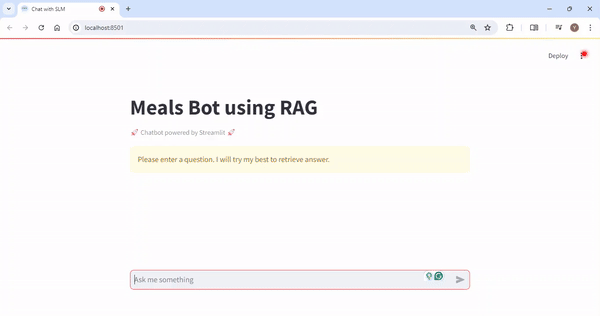 Chat with SLM
localhost:8501
Y
Deploy
Meals Bot using RAG
Chatbot powered by Streamlit
Please enter a question. I will try my best to retrieve answer.
Ask me something